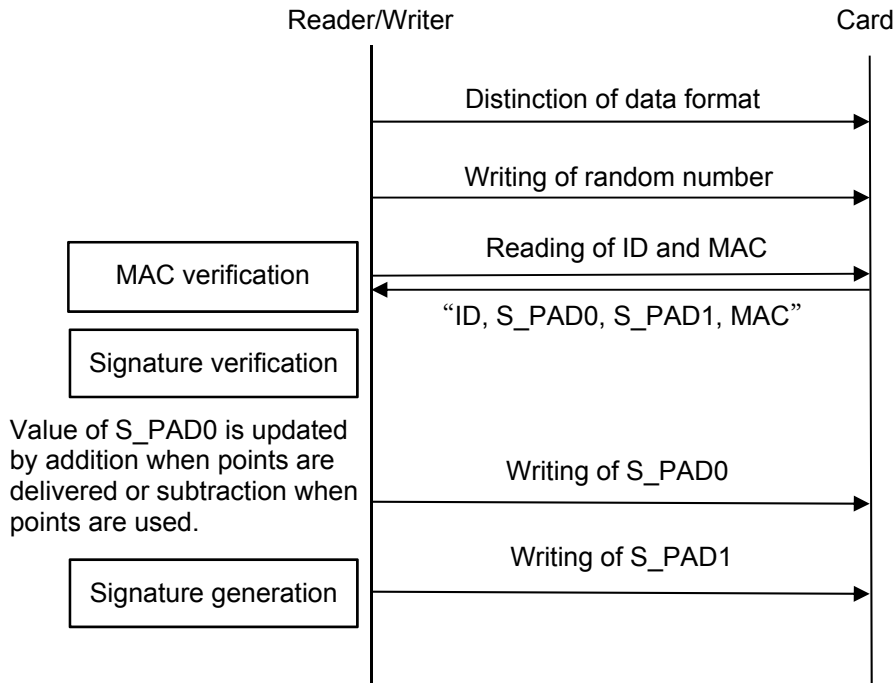 Reader/Writer
Card
Distinction of data format
Writing of random number
Reading of ID and MAC
MAC verification
“ID, S_PAD0, S_PAD1, MAC”
Signature verification
Value of S_PAD0 is updated
by addition when points are
delivered or subtraction when
points are used.
Writing of S_PAD0
Writing of S_PAD1
Signature generation